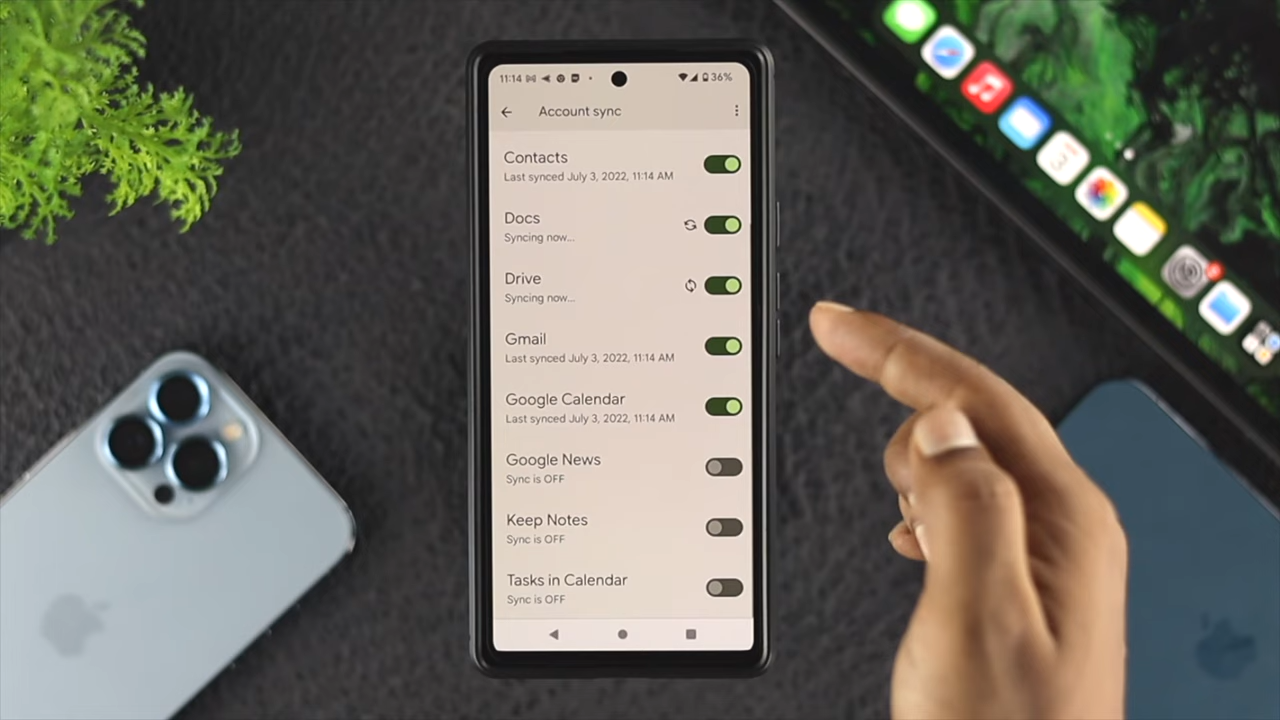 11:14 36%
Account sync
Contacts
Last synced July 3, 2022, 11:14 AM
Docs
Syncing now...
Drive
Syncing now...
Gmail
Last synced July 3, 2022, 11:14 AM
Google Calendar
Last synced July 3, 2022, 11:14 AM
Google News
Sync is OFF
Keep Notes
Sync is OFF
Tasks in Calendar
Sync is OFF
3